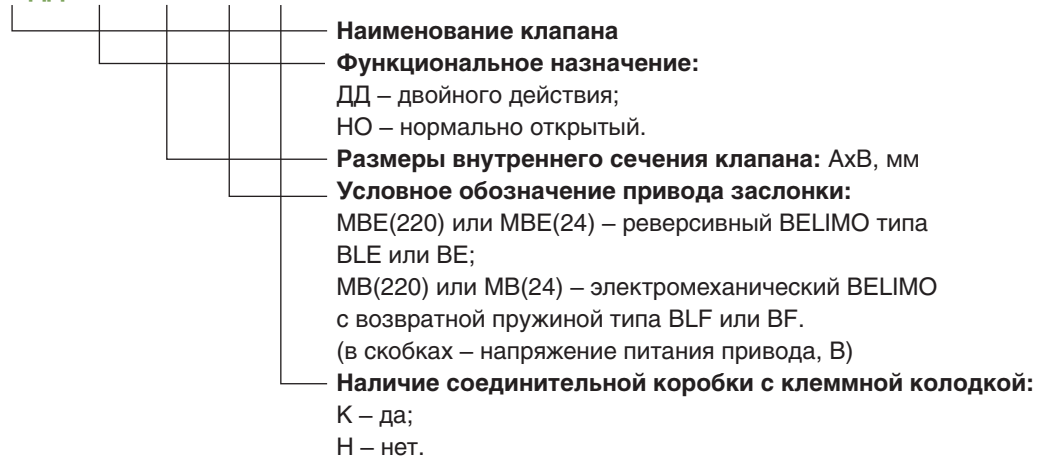 Наименование клапана
Функциональное назначение:
ДД – двойного действия;
НО – нормально открытый.
Размеры внутреннего сечения клапана: АхВ, мм
Условное обозначение привода заслонки:
МВЕ(220) или МВЕ(24) – реверсивный BELIMO типа
BLE или BE;
МВ(220) или МВ(24) – электромеханический BELIMO
с возвратной пружиной типа BLF или BF.
(в скобках – напряжение питания привода, В)
Наличие соединительной коробки с клеммной колодкой:
К – да;
Н – нет.